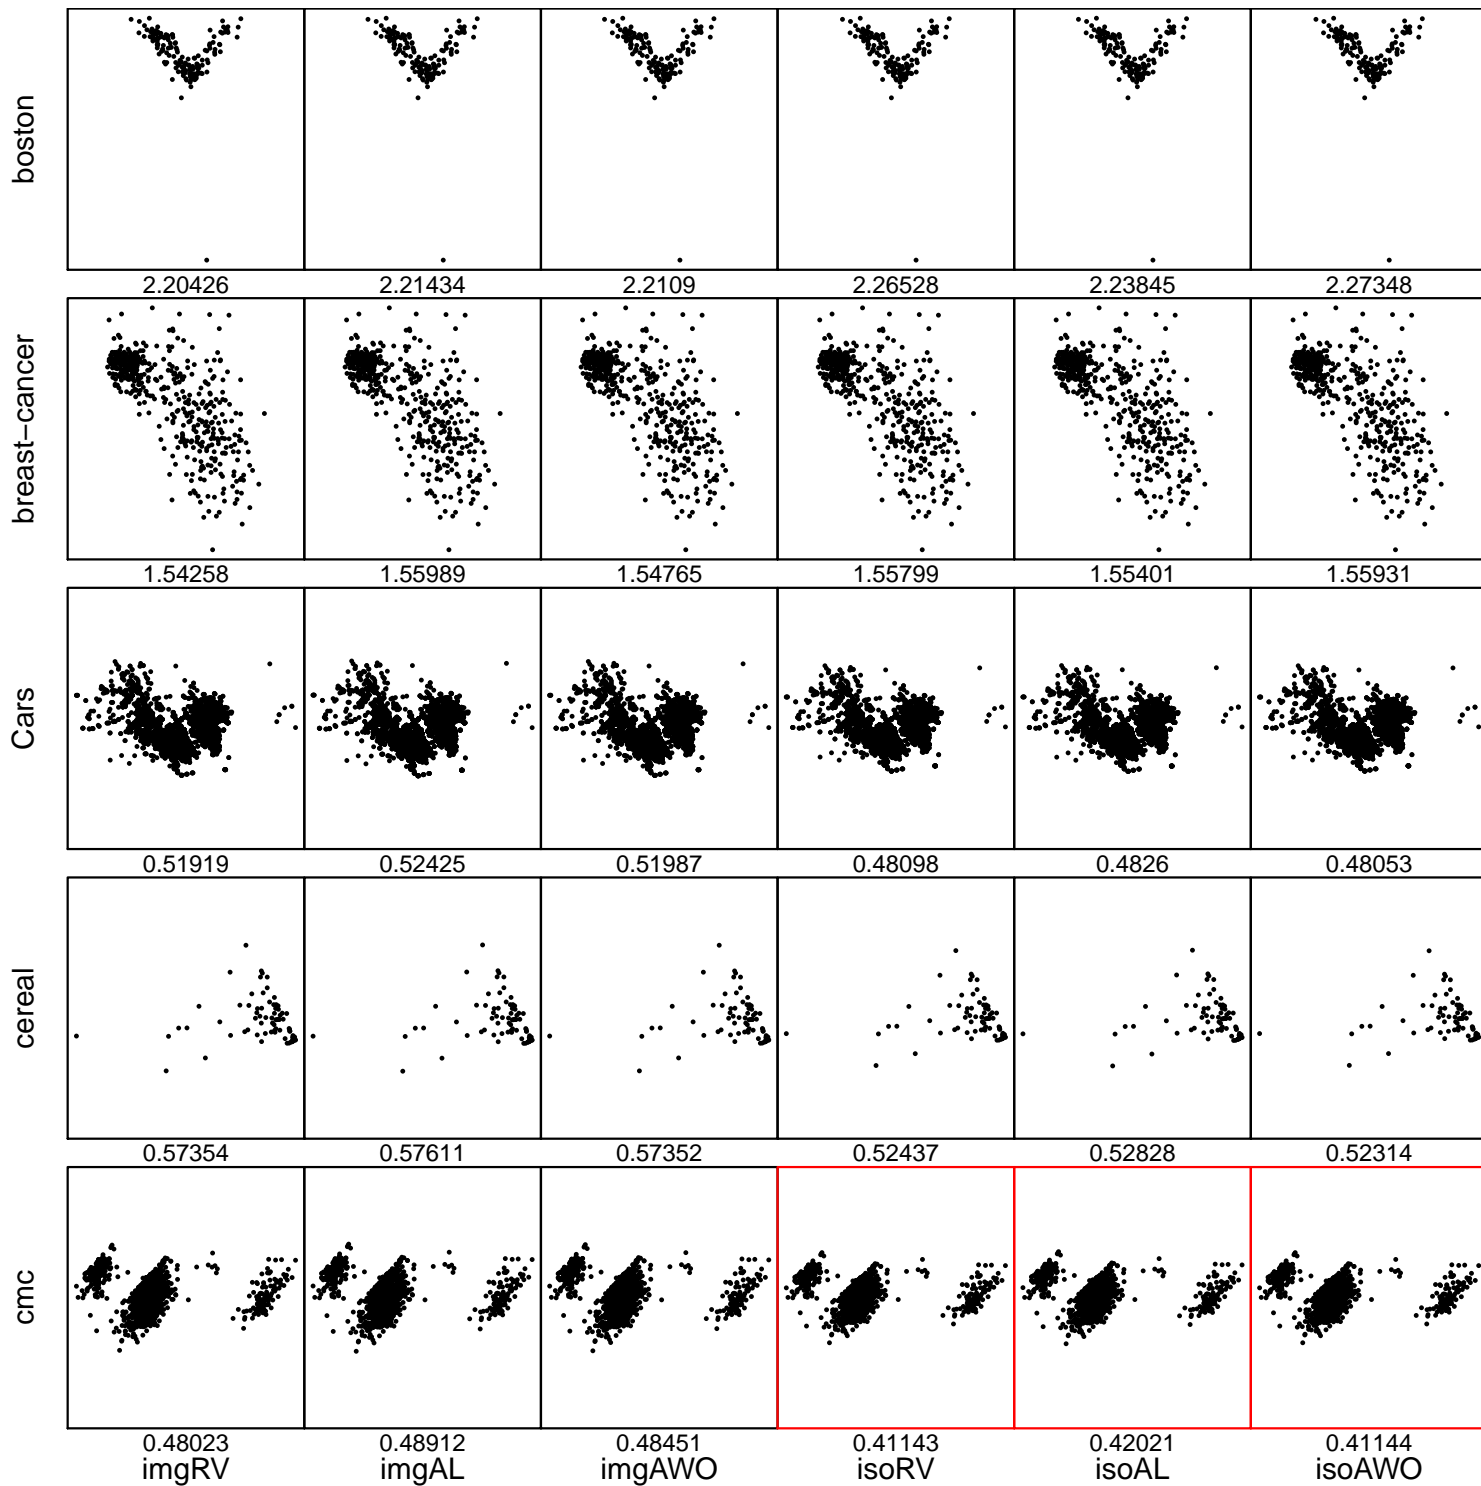 boston
2.20426 2.21434 2.2109 2.26528 2.23845 2.27348
breast−cancer
1.54258 1.55989 1.54765 1.55799 1.55401 1.55931
Cars
0.51919 0.52425 0.51987 0.48098 0.4826 0.48053
cereal
0.57354 0.57611 0.57352 0.52437 0.52828 0.52314
cmc
0.48023 0.48912 0.48451 0.41143 0.42021 0.41144
imgRV imgAL imgAWO isoRV isoAL isoAWO